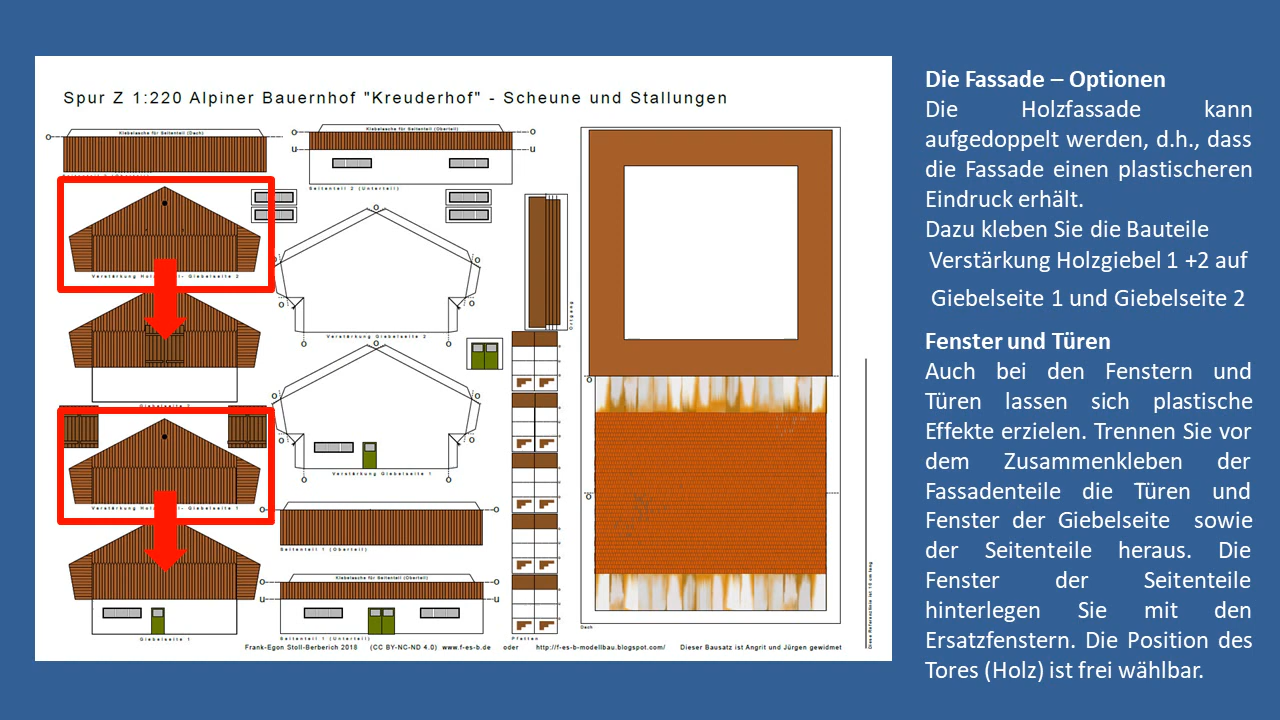 Spur Z 1:220 Alpiner Bauernhof "Kreuderhof" - Scheune und Stallungen
Klebelasche für Seitenteil (Dach)
Klebelasche für Seitenteil (Oberteil)
o
o
o
u
u
Seitenteil 2 (Unterteil)
o
Verstärkung Giebelseite 2
Giebelseite 2
Verstärkung Giebelseite 1
Seitenteil 1 (Oberteil)
Klebelasche für Seitenteil (Oberteil)
o
o
u
u
Seitenteil 1 (Unterteil)
Giebelseite 1
Pfetten
Ortgang
Dach
Diese Referenzlinie ist 10 cm lang
Frank-Egon Stoll-Berberich 2018 (CC BY-NC-ND 4.0) www.f-es-b.de oder http://f-es-b-modellbau.blogspot.com/ Dieser Bausatz ist Angrit und Jürgen gewidmet
Die Fassade – Optionen
Die Holzfassade kann
aufgedoppelt werden, d.h., dass
die Fassade einen plastischeren
Eindruck erhält.
Dazu kleben Sie die Bauteile
Verstärkung Holzgiebel 1 +2 auf
Giebelseite 1 und Giebelseite 2
Fenster und Türen
Auch bei den Fenstern und
Türen lassen sich plastische
Effekte erzielen. Trennen Sie vor
dem Zusammenkleben der
Fassadenteile die Türen und
Fenster der Giebelseite sowie
der Seitenteile heraus. Die
Fenster der Seitenteile
hinterlegen Sie mit den
Ersatzfenstern. Die Position des
Tores (Holz) ist frei wählbar.